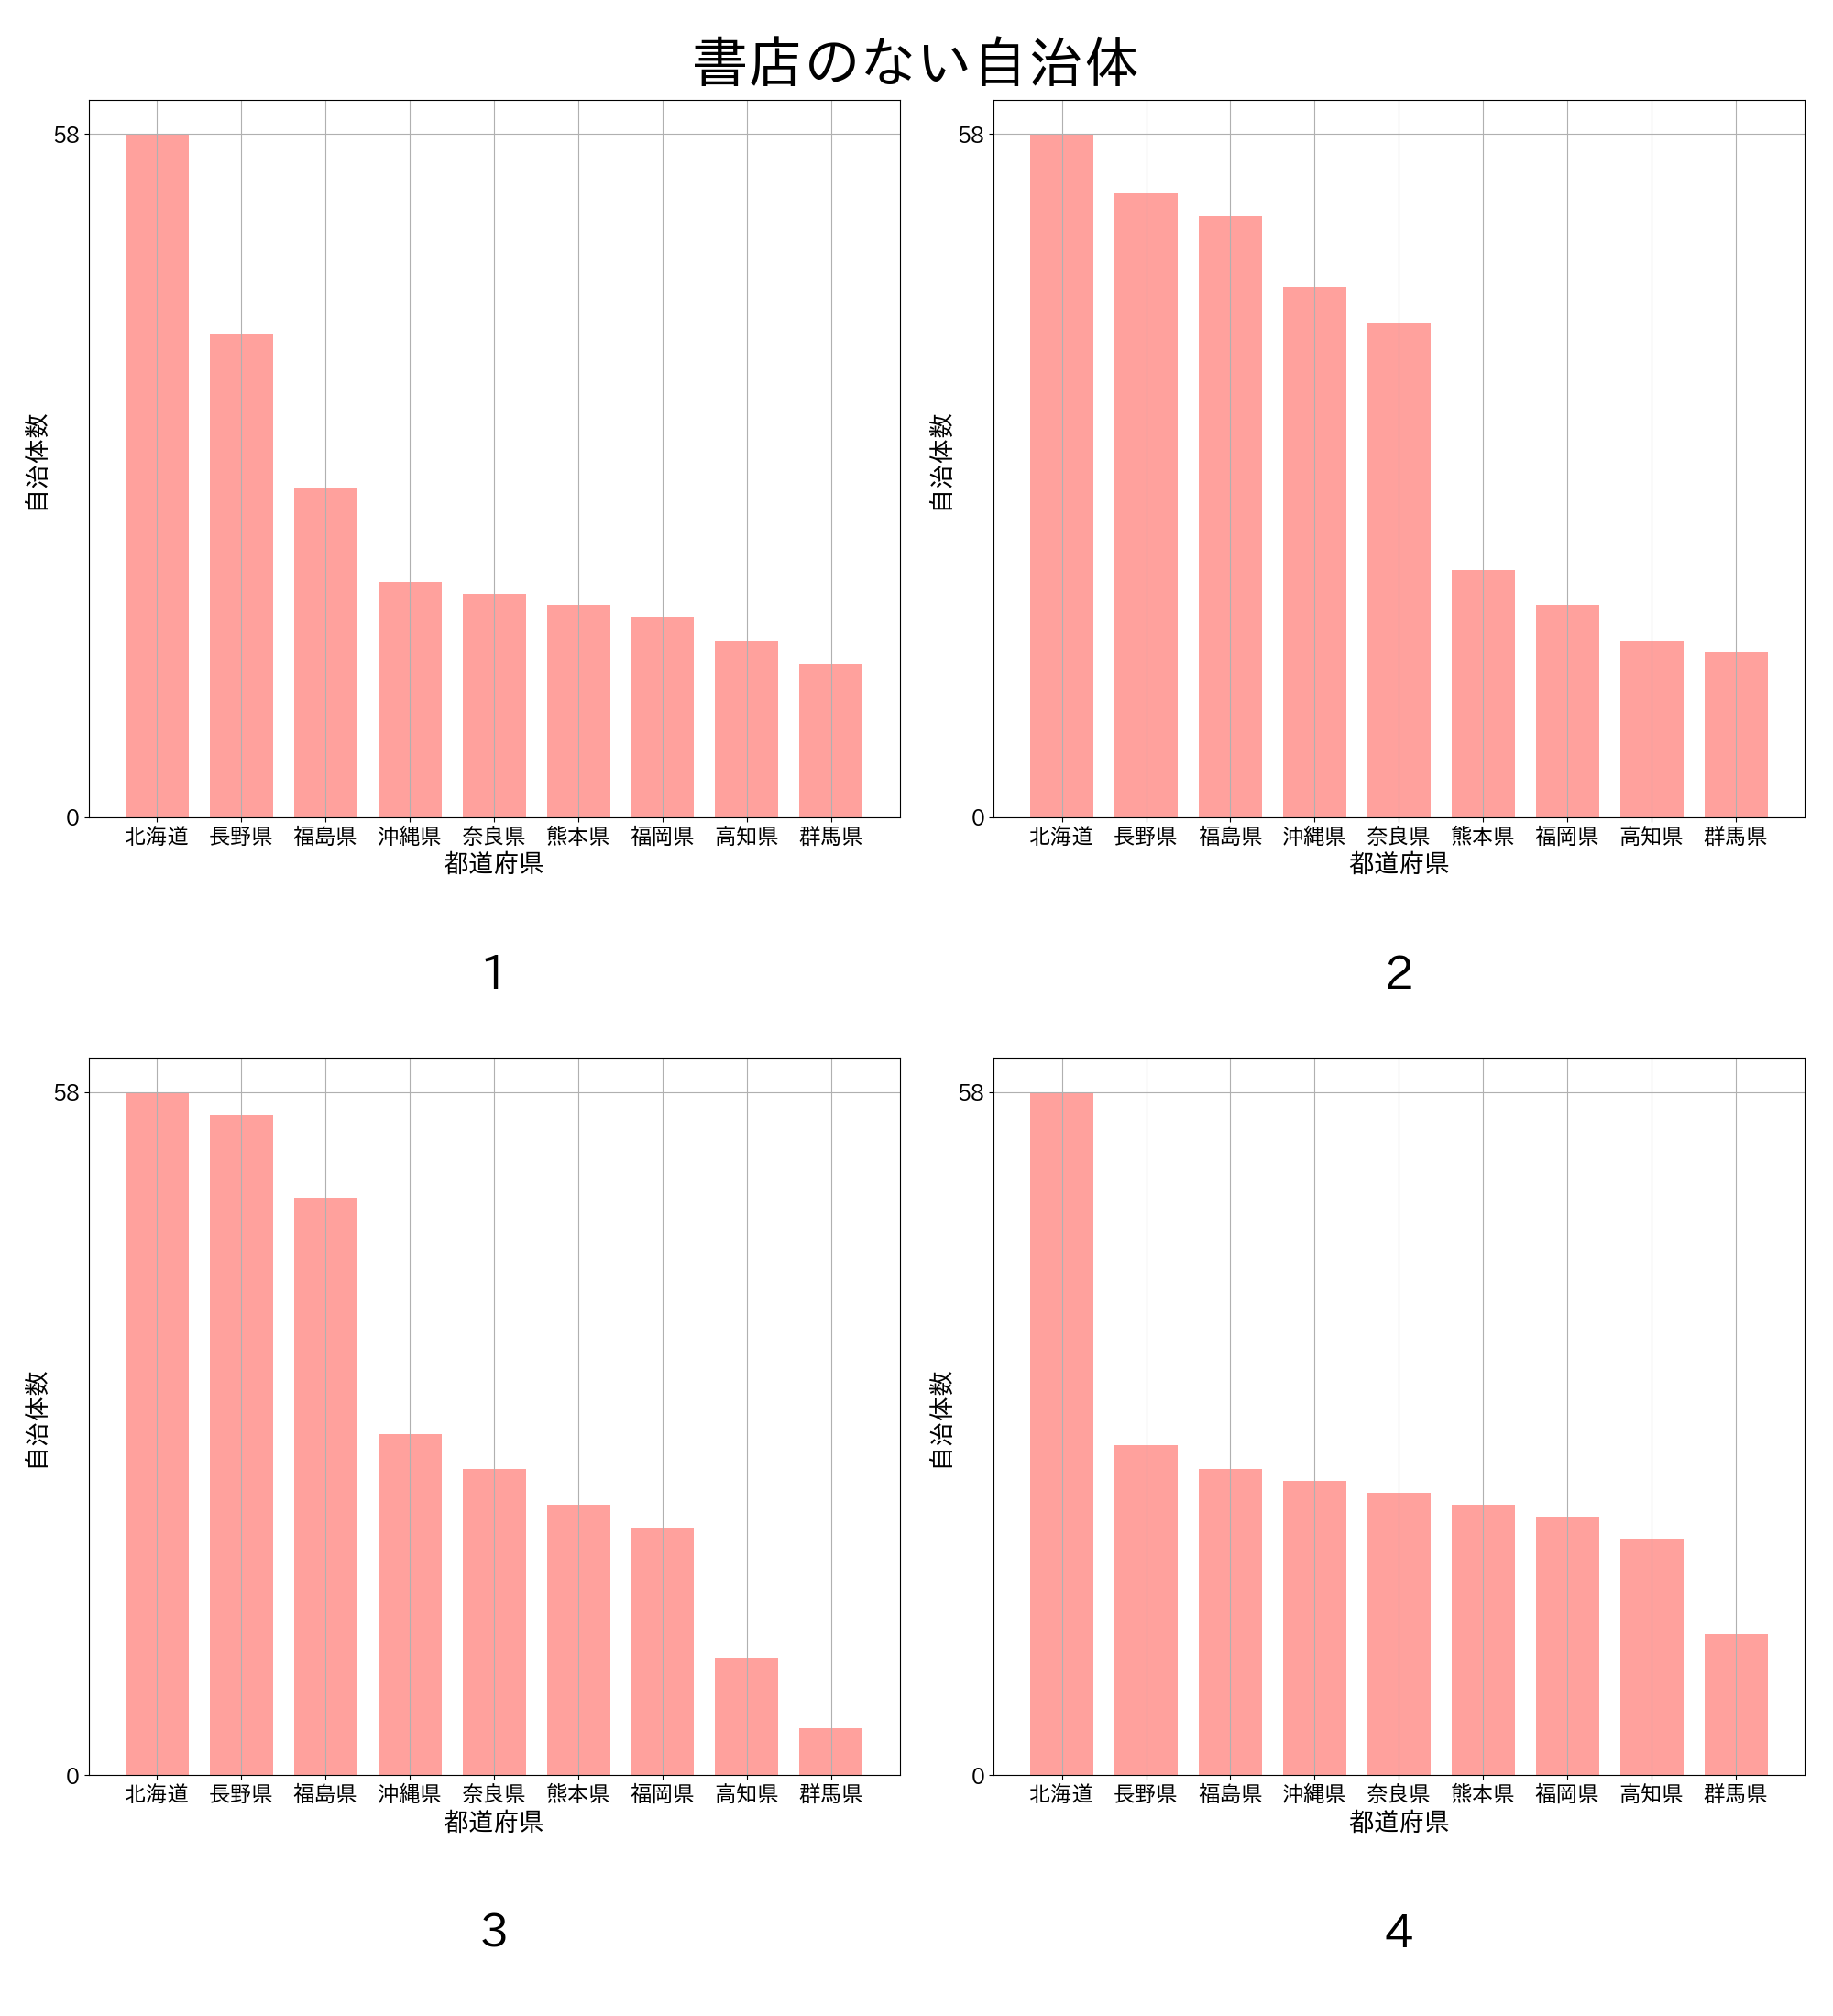 書店のない自治体
58
0
自治体数
北海道 長野県 福島県 沖縄県 奈良県 熊本県 福岡県 高知県 群馬県
都道府県
1
58
0
自治体数
北海道 長野県 福島県 沖縄県 奈良県 熊本県 福岡県 高知県 群馬県
都道府県
2
58
0
自治体数
北海道 長野県 福島県 沖縄県 奈良県 熊本県 福岡県 高知県 群馬県
都道府県
3
58
0
自治体数
北海道 長野県 福島県 沖縄県 奈良県 熊本県 福岡県 高知県 群馬県
都道府県
4